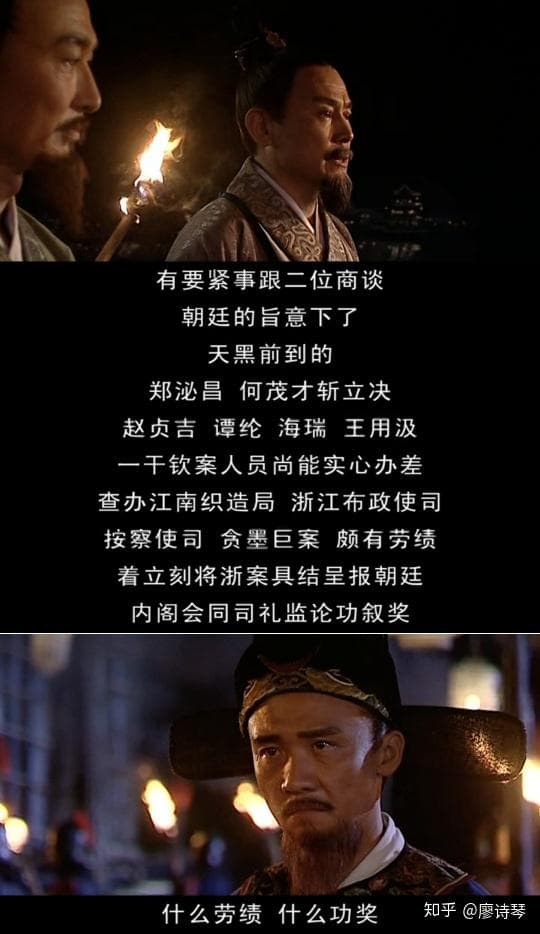 有要紧事跟二位商谈
朝廷的旨意下了
天黑前到的
郑泌昌 何茂才斩立决
赵贞吉 谭纶 海瑞 王用汲
一干钦案人员尚能实心办差
查办江南织造局 浙江布政使司
按察使司 贪墨巨案 颇有劳绩
着立刻将浙案具结呈报朝廷
内阁会同司礼监论功叙奖
什么劳绩 什么功奖
知乎 @廖诗琴